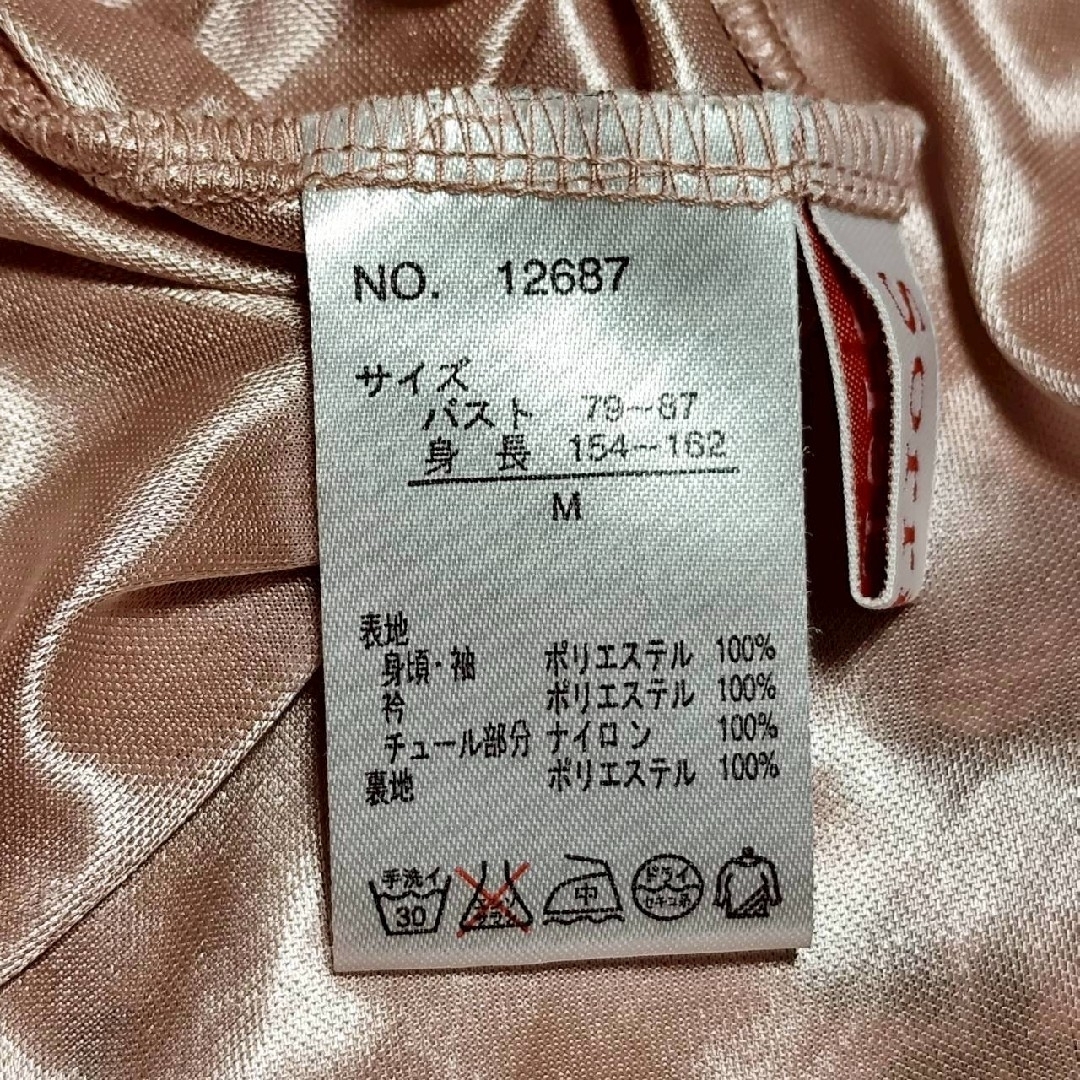 NO. 12687
サイズ
バスト 79~87
身長 154~162
M
表地
身頃・袖 ポリエステル 100%
衿 ポリエステル 100%
チュール部分 ナイロン 100%
裏地 ポリエステル 100%
手洗イ 30
中
ドライ セキユ系